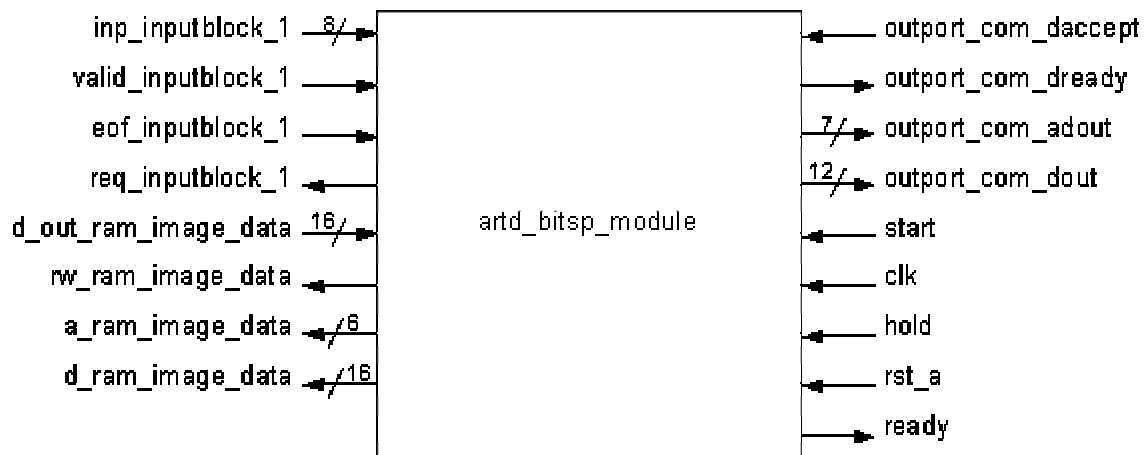 inp_inputblock_1 8 outport_com_daccept
valid_inputblock_1 outport_com_dready
eof_inputblock_1 7 outport_com_adout
req_inputblock_1 12 outport_com_dout
d_out_ram_image_data 16 artd_bitsp_module start
rw_ram_image_data clk
a_ram_image_data 6 hold
d_ram_image_data 16 rst_a
ready